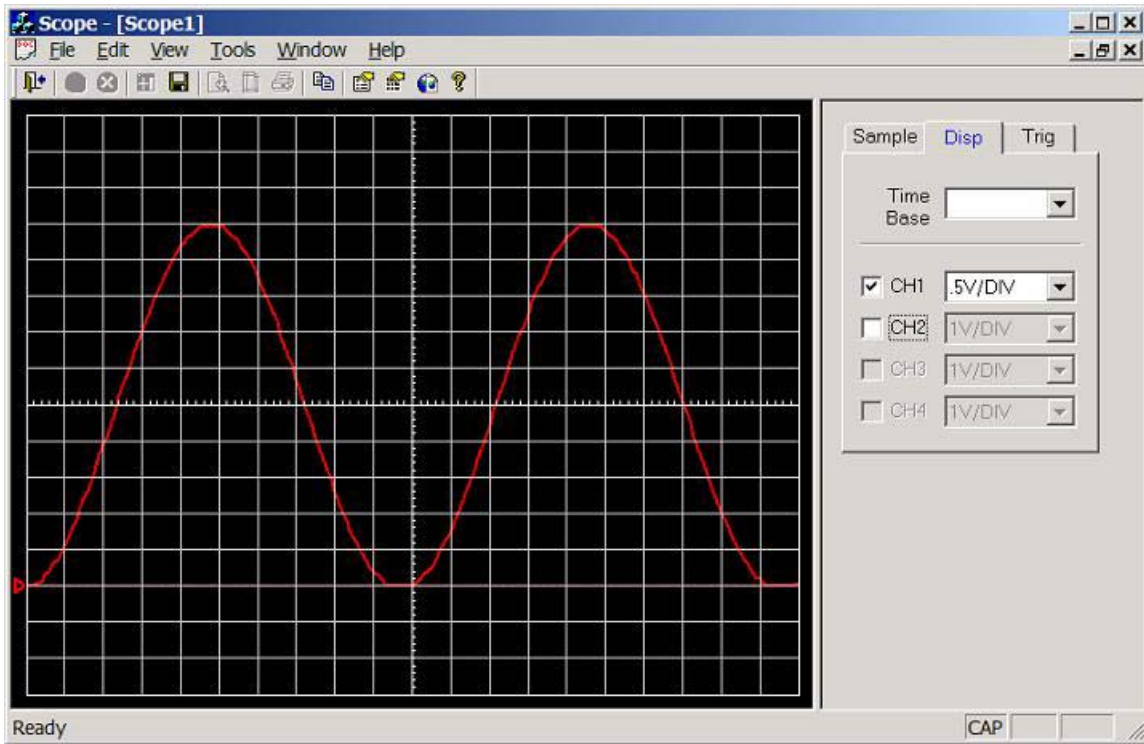 Scope - [Scope1]
File Edit View Tools Window Help
Sample Disp Trig
Time
Base
CH1 .5V/DIV
CH2 1V/DIV
CH3 1V/DIV
CH4 1V/DIV
Ready
CAP